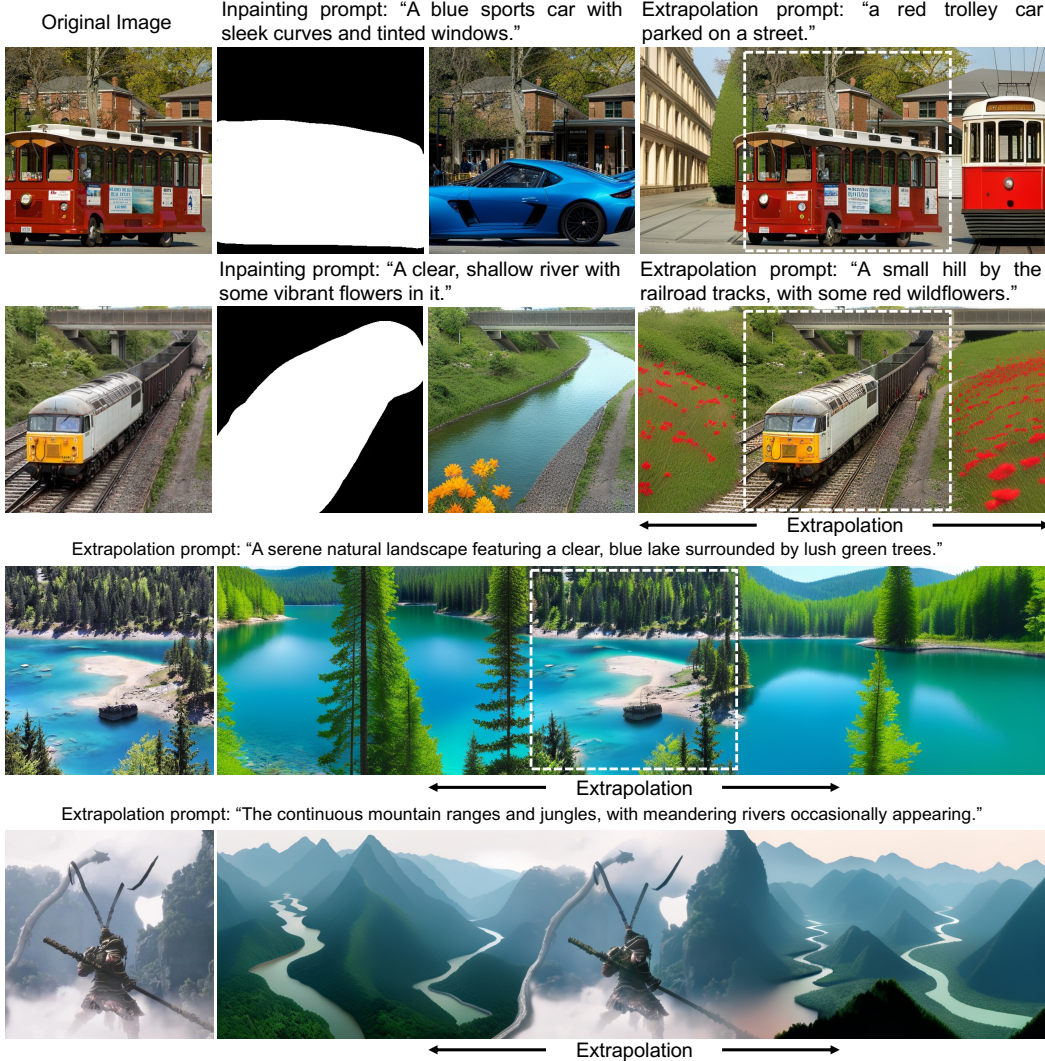 Original Image
Inpainting prompt: “A blue sports car with
sleek curves and tinted windows.”
Extrapolation prompt: “a red trolley car
parked on a street.”
Inpainting prompt: “A clear, shallow river with
some vibrant flowers in it.”
Extrapolation prompt: “A small hill by the
railroad tracks, with some red wildflowers.”
Extrapolation
Extrapolation prompt: “A serene natural landscape featuring a clear, blue lake surrounded by lush green trees.”
Extrapolation
Extrapolation prompt: “The continuous mountain ranges and jungles, with meandering rivers occasionally appearing.”
Extrapolation